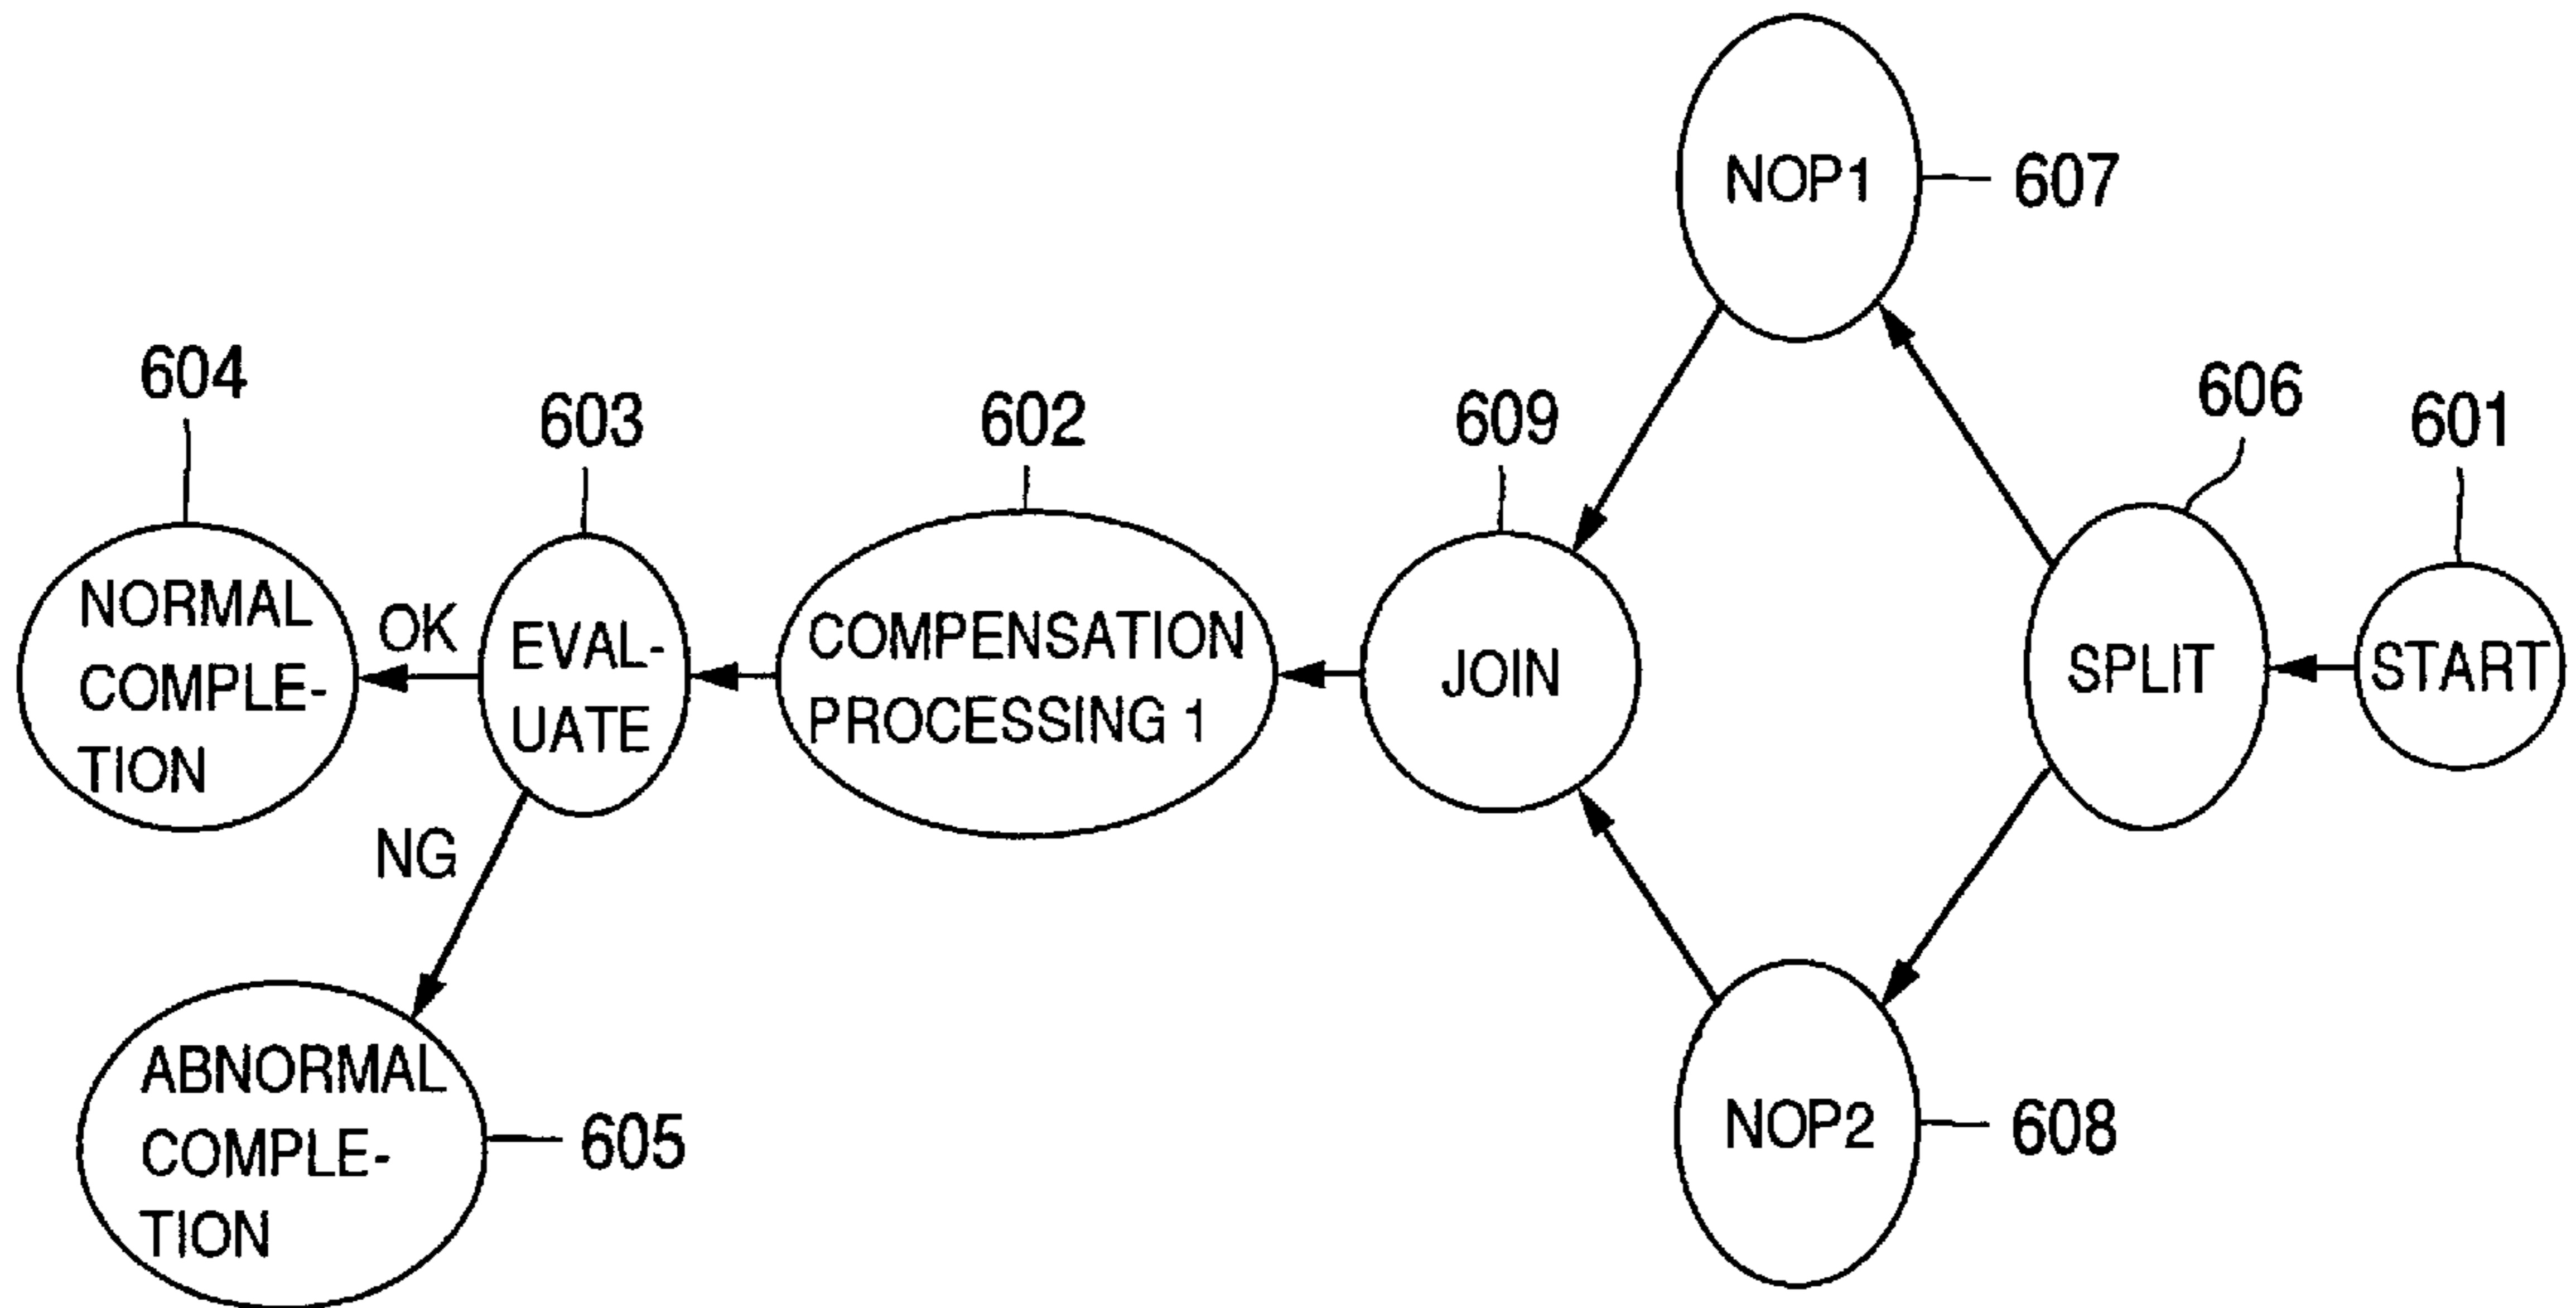 NOP1
607
604
603
602
609
606
601
NORMAL
COMPLE-
TION
OK
EVAL-
UATE
COMPENSATION
PROCESSING 1
JOIN
SPLIT
START
NG
ABNORMAL
COMPLE-
TION
605
NOP2
608